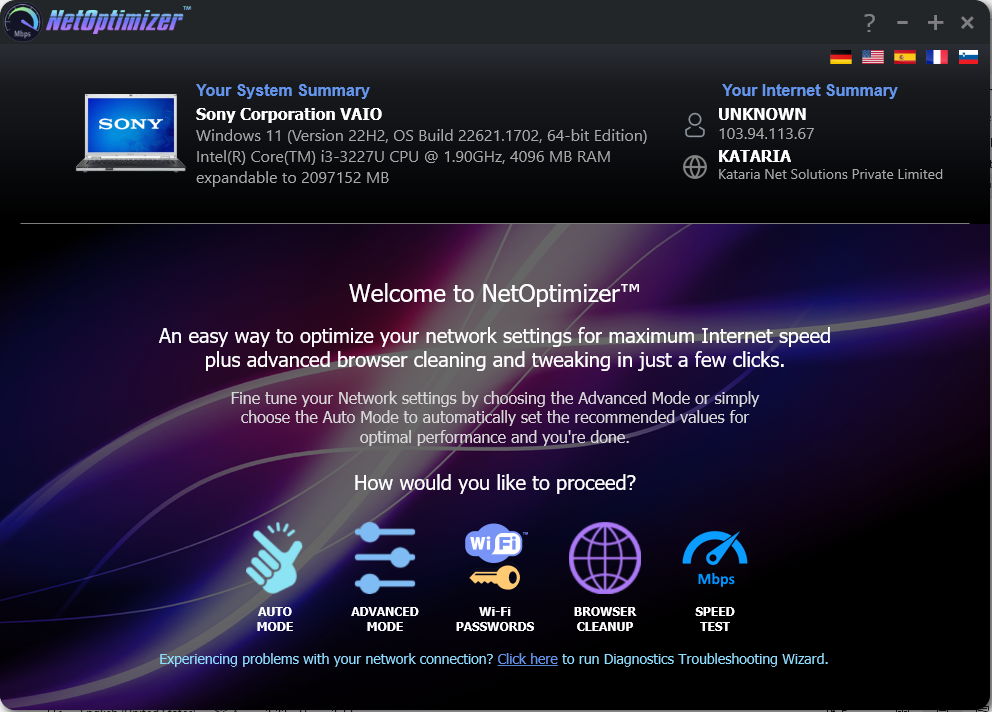 Mbps NetOptimizer™
Your System Summary
Sony Corporation VAIO
Windows 11 (Version 22H2, OS Build 22621.1702, 64-bit Edition)
Intel(R) Core(TM) i3-3227U CPU @ 1.90GHz, 4096 MB RAM
expandable to 2097152 MB
SONY
Your Internet Summary
UNKNOWN
103.94.113.67
KATARIA
Kataria Net Solutions Private Limited
Welcome to NetOptimizer™
An easy way to optimize your network settings for maximum Internet speed
plus advanced browser cleaning and tweaking in just a few clicks.
Fine tune your Network settings by choosing the Advanced Mode or simply
choose the Auto Mode to automatically set the recommended values for
optimal performance and you're done.
How would you like to proceed?
AUTO
MODE
ADVANCED
MODE
WiFi™
Wi-Fi
PASSWORDS
BROWSER
CLEANUP
Mbps
SPEED
TEST
Experiencing problems with your network connection? Click here to run Diagnostics Troubleshooting Wizard.